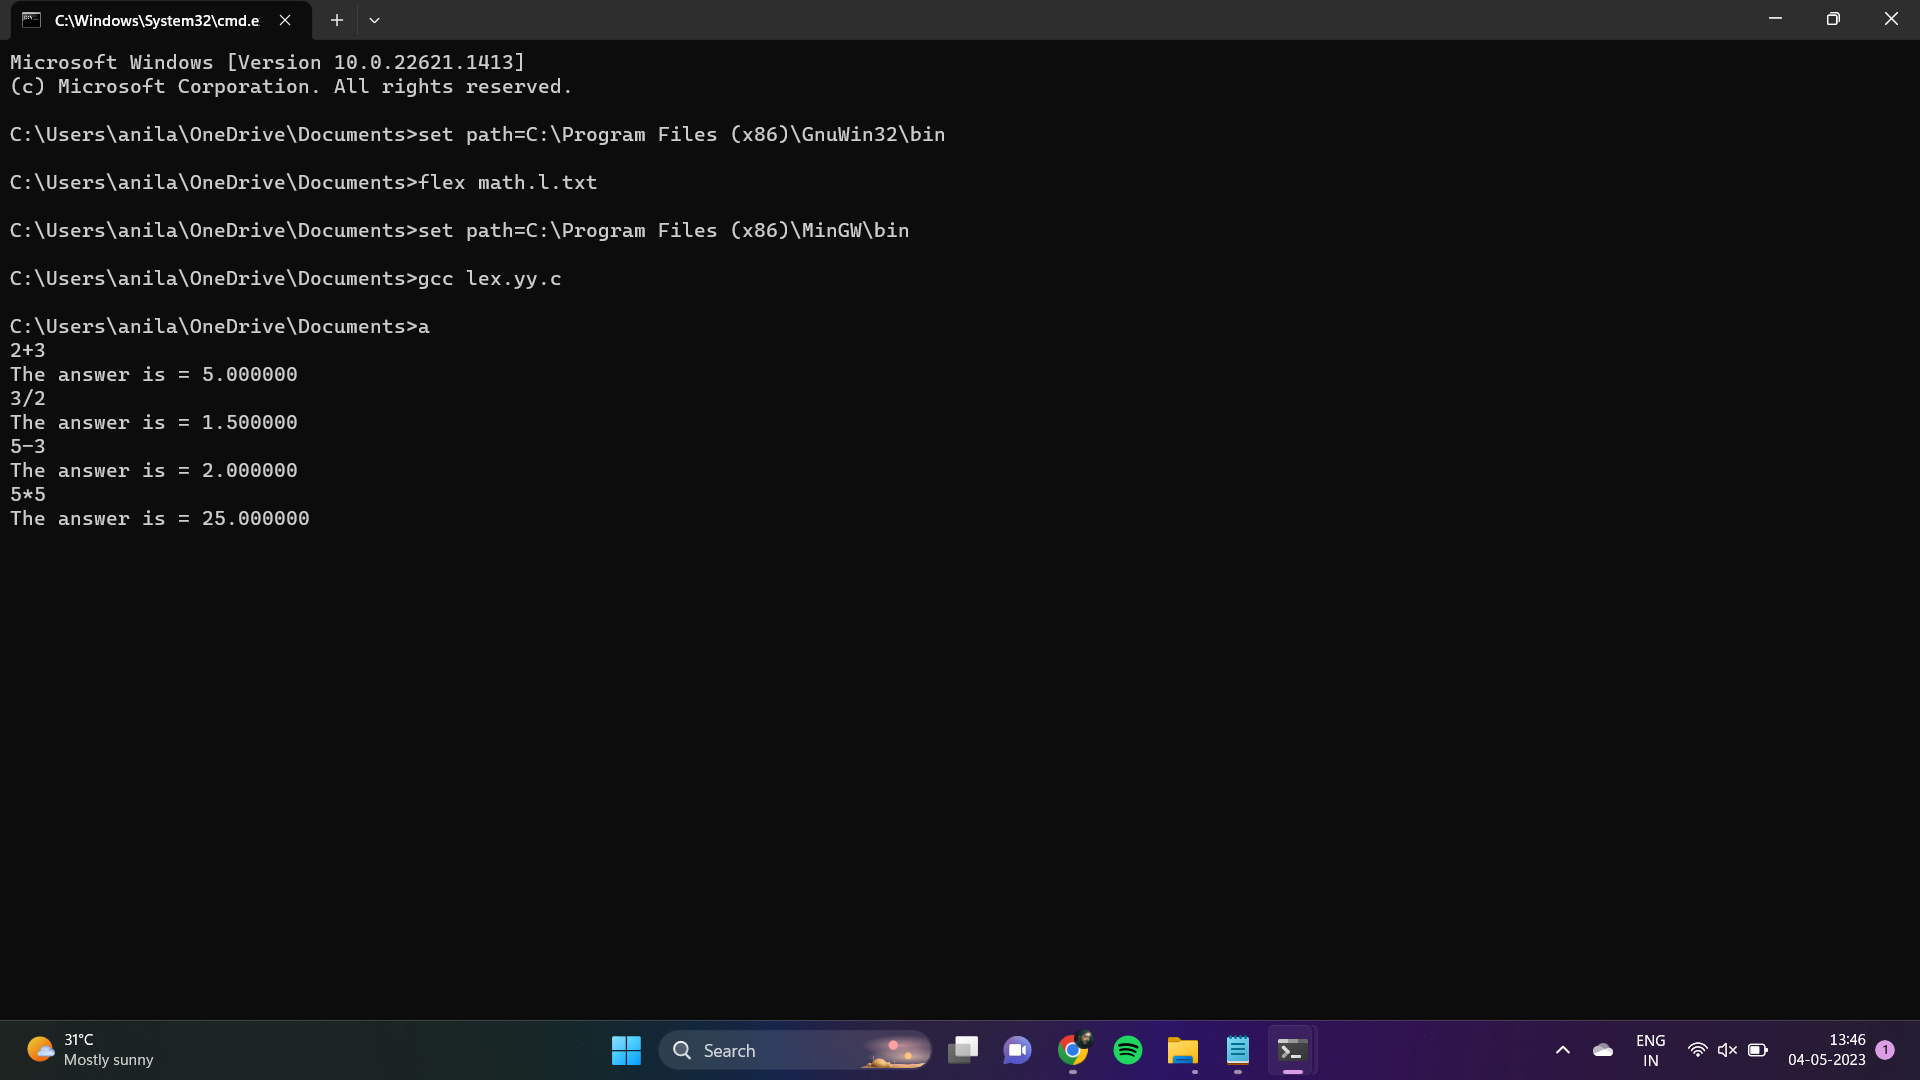 C:\Windows\System32\cmd.e
Microsoft Windows [Version 10.0.22621.1413]
(c) Microsoft Corporation. All rights reserved.
C:\Users\anila\OneDrive\Documents>set path=C:\Program Files (x86)\GnuWin32\bin
C:\Users\anila\OneDrive\Documents>flex math.l.txt
C:\Users\anila\OneDrive\Documents>set path=C:\Program Files (x86)\MinGW\bin
C:\Users\anila\OneDrive\Documents>gcc lex.yy.c
C:\Users\anila\OneDrive\Documents>a
2+3
The answer is = 5.000000
3/2
The answer is = 1.500000
5-3
The answer is = 2.000000
5*5
The answer is = 25.000000
31°C
Mostly sunny
Search
ENG
IN
13:46
04-05-2023
1